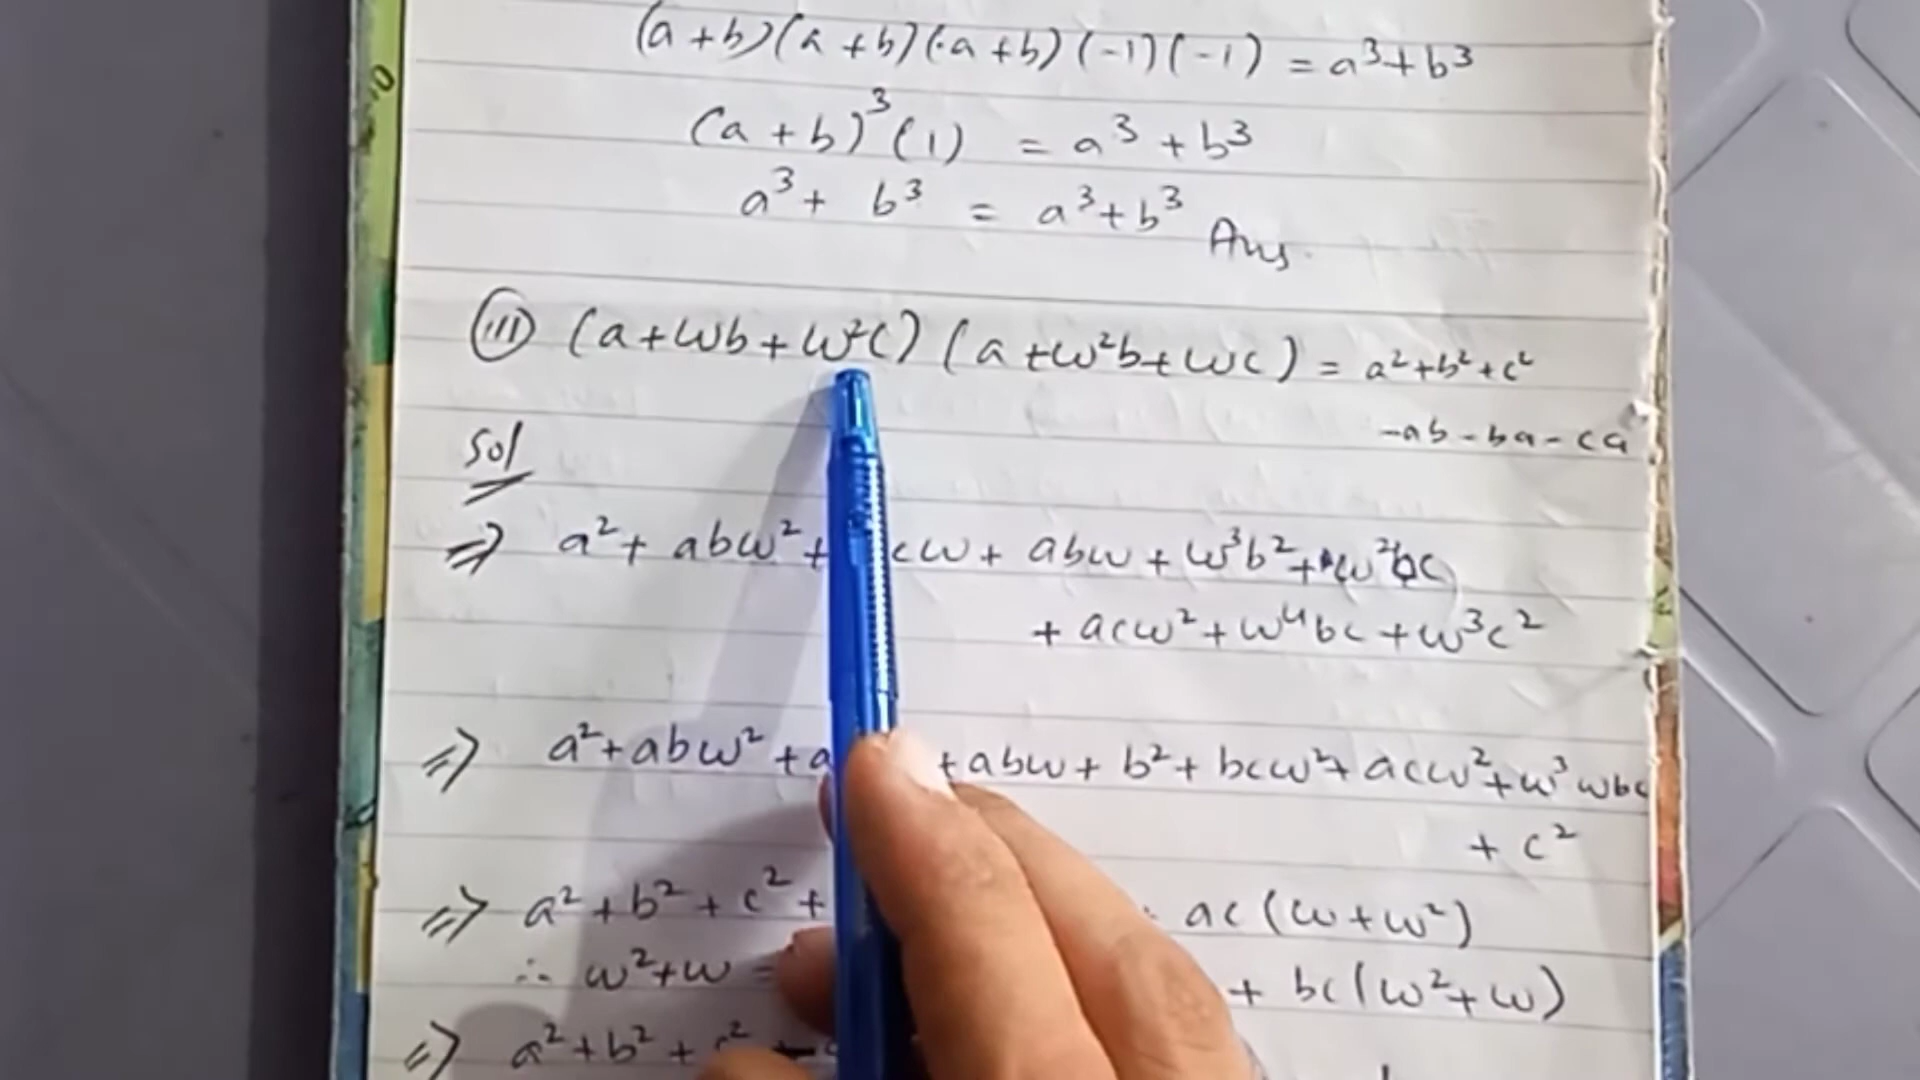 (a+b)(a+b)(a+b)(-1)(-1) = a³+b³
(a+b)³(1) = a³+b³
a³+ b³ = a³+b³
Ans.
(iii) (a+ωb+ω²c)(a+ω²b+ωc) = a²+b²+c²
-ab-ba-ca
Sol
⇒ a²+ abω²+ cω + abω + ω³b²+ ω²bc
+ acω²+ω⁴bc+ω³c²
⇒ a²+abω²+a +abω+ b²+ bcω²+ acω²+ω³ωbc
+ c²
⇒ a²+b²+c²+ ac(ω+ω²)
∴ ω²+ω = + bc(ω²+ω)
⇒ a²+b²+c²